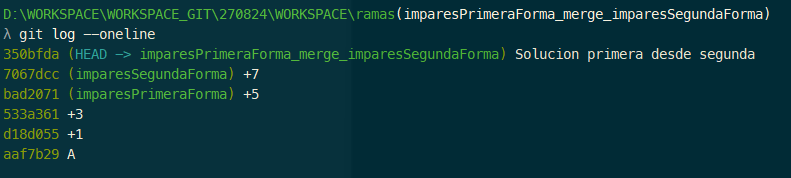 D:\WORKSPACE\WORKSPACE_GIT\270824\WORKSPACE\ramas(imparesPrimeraForma_merge_imparesSegundaForma)
λ git log --oneline
350bfda (HEAD -> imparesPrimeraForma_merge_imparesSegundaForma) Solucion primera desde segunda
7067dcc (imparesSegundaForma) +7
bad2071 (imparesPrimeraForma) +5
533a361 +3
d18d055 +1
aaf7b29 A